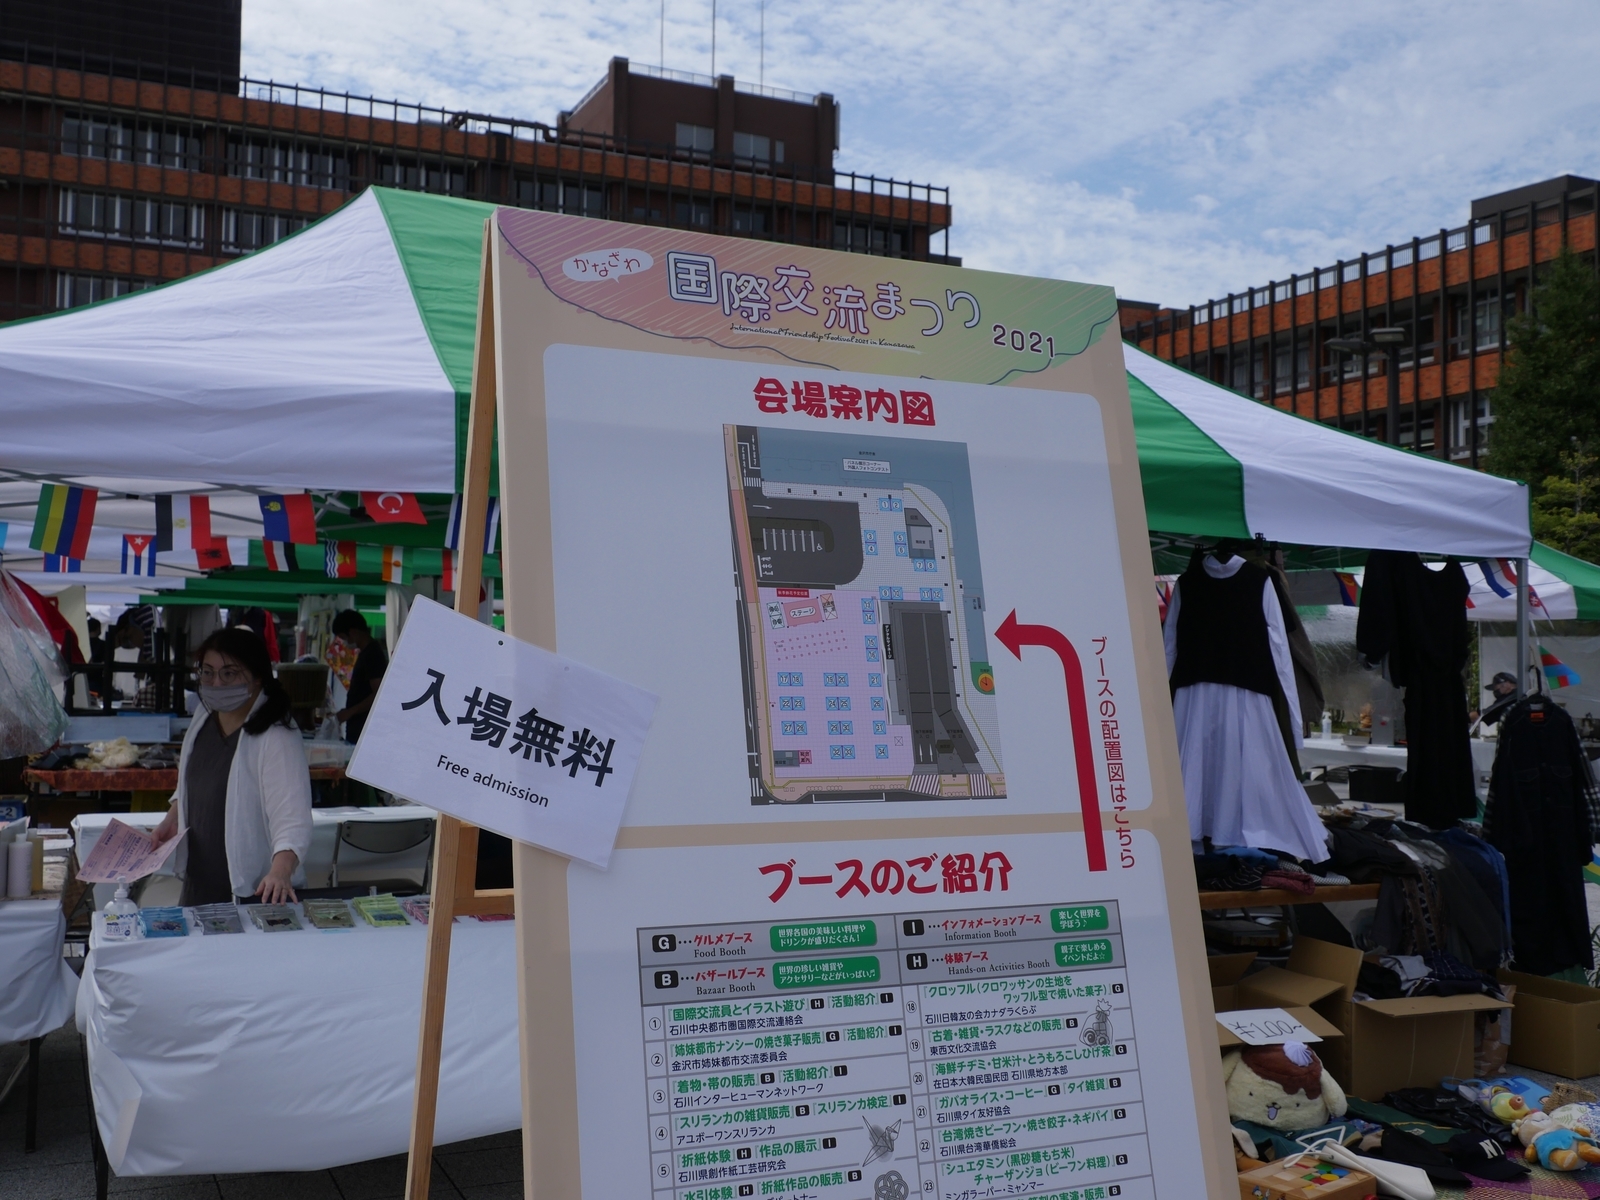 かなざわ
国際交流まつり
2021
International Friendship Festival 2021 in Kanazawa
会場案内図
ステージ
ブースの配置図はこちら
入場無料
Free admission
ブースのご紹介
G…グルメブース
Food Booth
世界各国の美味しい料理や
ドリンクが盛りだくさん!
I…インフォメーションブース
Information Booth
楽しく世界を
学ぼう♪
B…バザールブース
Bazaar Booth
世界の珍しい雑貨や
アクセサリーなどがいっぱい♬
H…体験ブース
Hands-on Activities Booth
親子で楽しめる
イベントだよ☆
① 『国際交流員とイラスト遊び』H『活動紹介』I
石川中央都市圏国際交流連絡会
② 『姉妹都市ナンシーの焼き菓子販売』G『活動紹介』I
金沢市姉妹都市交流委員会
③ 『着物・帯の販売』B『活動紹介』I
石川インターヒューマンネットワーク
④ 『スリランカの雑貨販売』B『スリランカ検定』I
アユボーワンスリランカ
⑤ 『折紙体験』H『作品の展示』I
石川県創作紙工芸研究会
『水引体験』H『折紙作品の販売』B
⑱ 『クロッフル(クロワッサンの生地を
ワッフル型で焼いた菓子)』G
石川日韓友の会カナダラくらぶ
⑲ 『古着・雑貨・ラスクなどの販売』B
東西文化交流協会
⑳ 『海鮮チヂミ・甘米汁・とうもろこしひげ茶』G
在日本大韓民国民団 石川県地方本部
㉑ 『ガパオライス・コーヒー』G『タイ雑貨』B
石川県タイ友好協会
㉒ 『台湾焼きビーフン・焼き餃子・ネギパイ』G
石川県台湾華僑総会
㉓ 『シュエタミン(黒砂糖もち米)
チャーザンジョ(ビーフン料理)』G
ミンガラーパー・ミャンマー